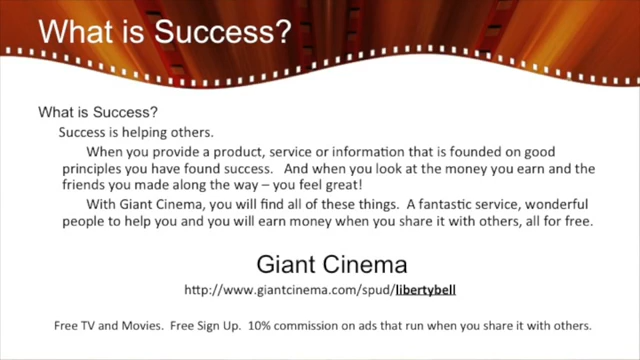 What is Success?
What is Success?
Success is helping others.
When you provide a product, service or information that is founded on good
principles you have found success.   And when you look at the money you earn and the
friends you made along the way – you feel great!
With Giant Cinema, you will find all of these things.  A fantastic service, wonderful
people to help you and you will earn money when you share it with others, all for free.
Giant Cinema
http://www.giantcinema.com/spud/libertybell
Free TV and Movies.  Free Sign Up.  10% commission on ads that run when you share it with others.